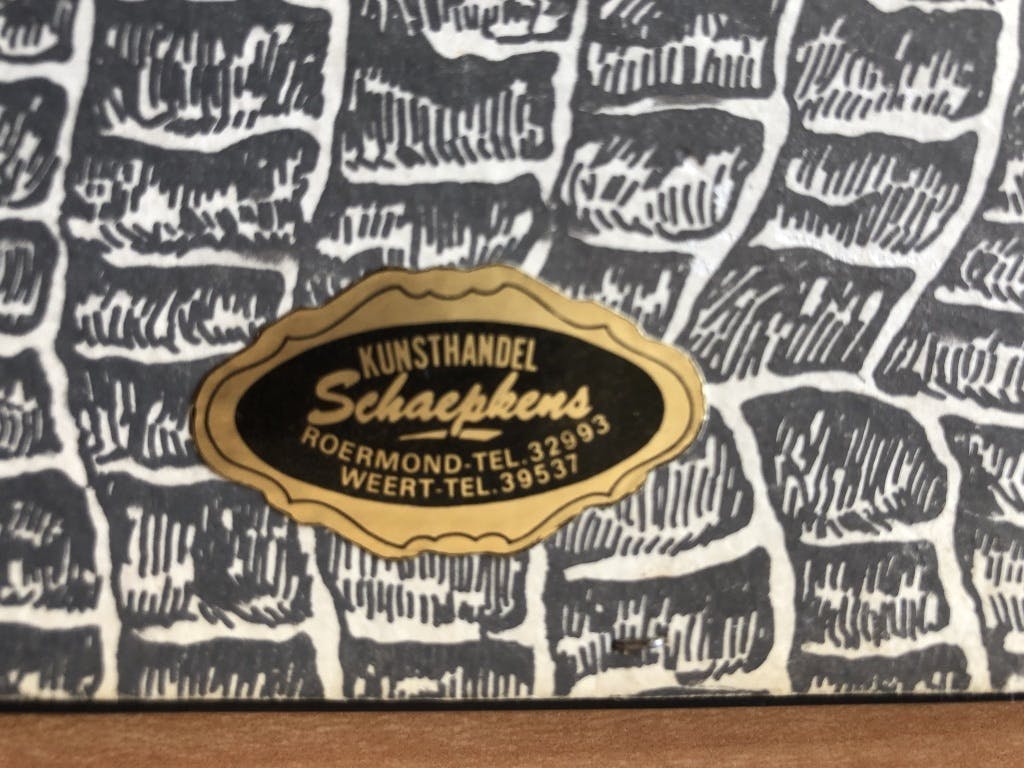 KUNSTHANDEL
Schaepkens
ROERMOND-TEL.32993
WEERT-TEL.39537